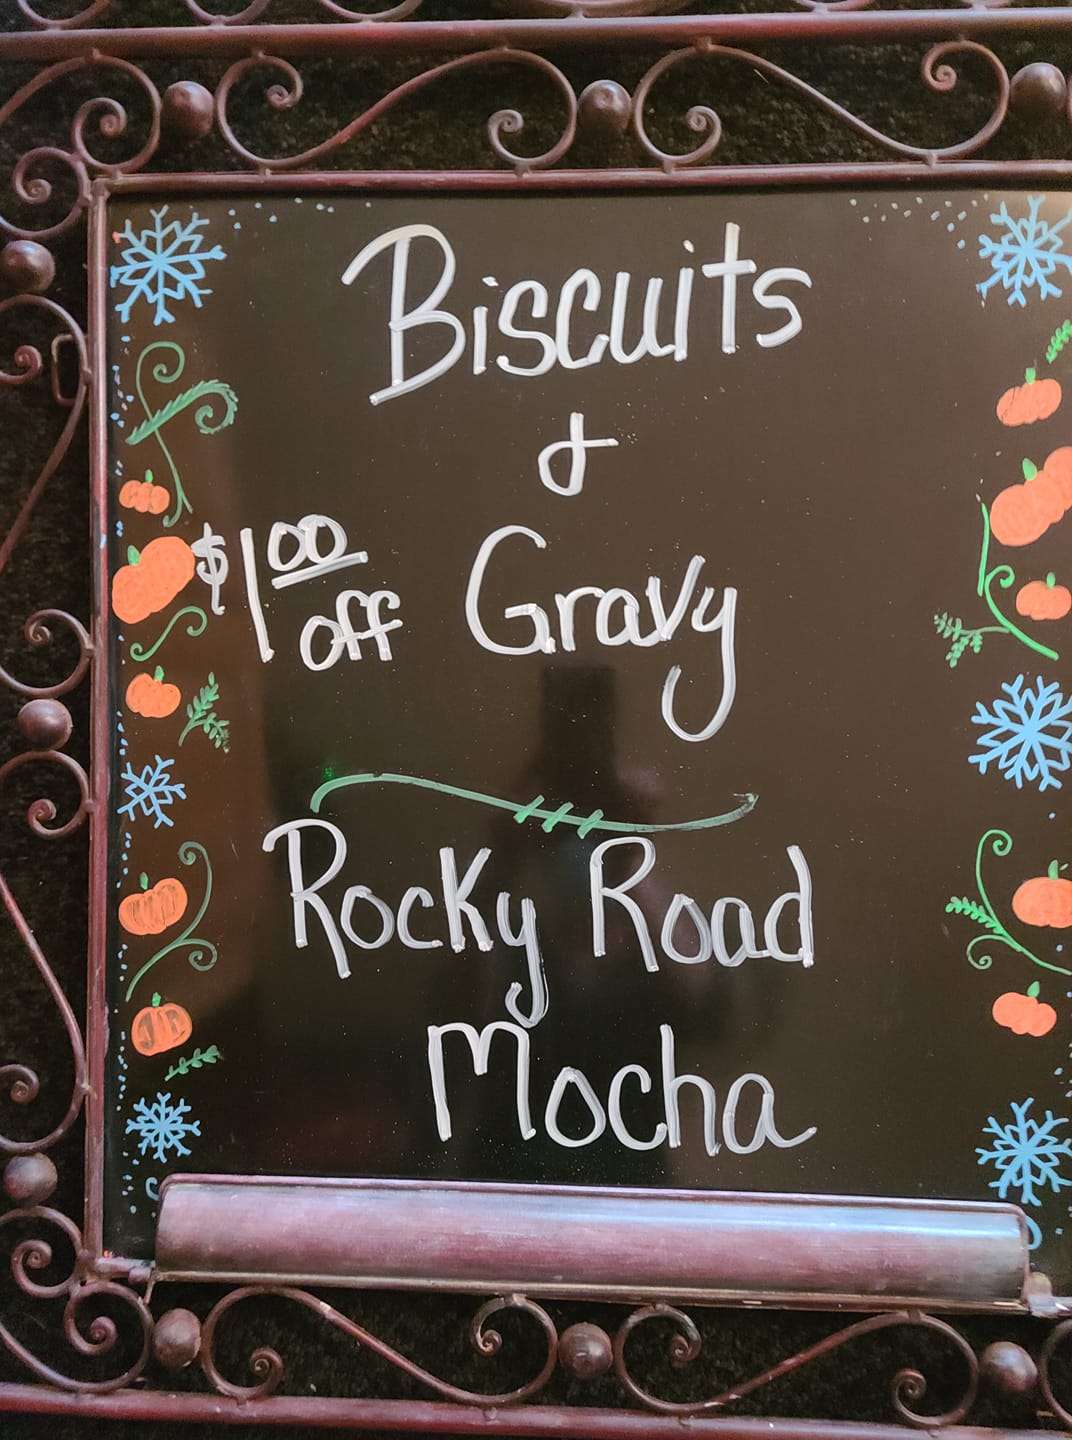 Biscuits
&
$1.00 off Gravy
Rocky Road
Mocha